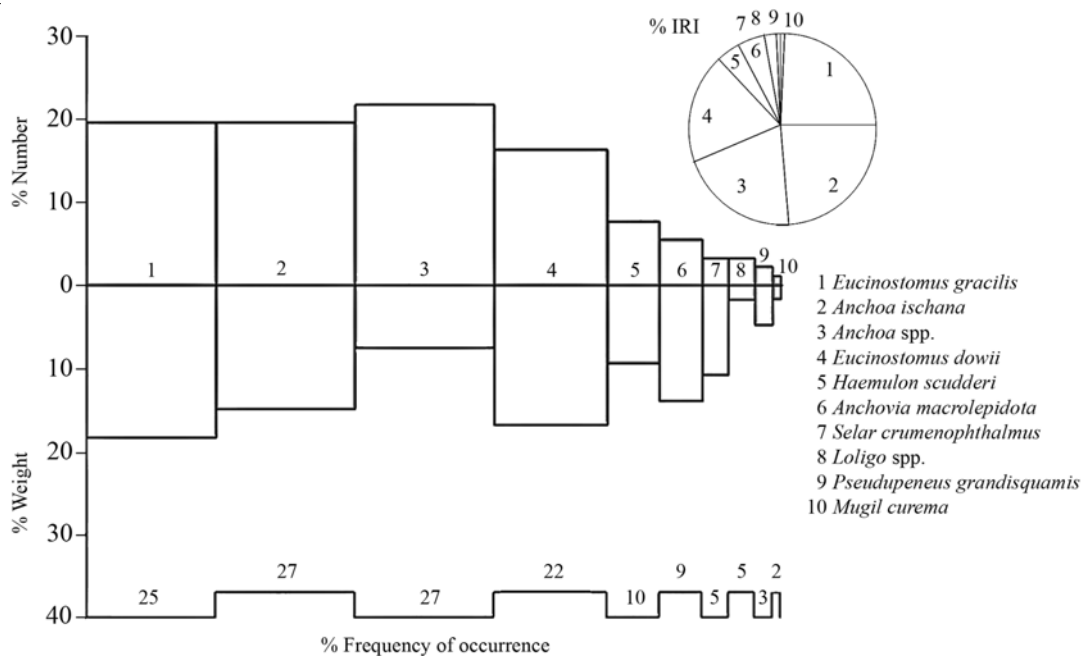 % IRI
1
2
3
4
5
6
7
8
9
10
% Number
30
20
10
0
10
20
30
40
% Weight
1
2
3
4
5
6
7
8
9
10
1 Eucinostomus gracilis
2 Anchoa ischana
3 Anchoa spp.
4 Eucinostomus dowii
5 Haemulon scudderi
6 Anchovia macrolepidota
7 Selar crumenophthalmus
8 Loligo spp.
9 Pseudupeneus grandisquamis
10 Mugil curema
25
27
27
22
10
9
5
5
3
2
% Frequency of occurrence